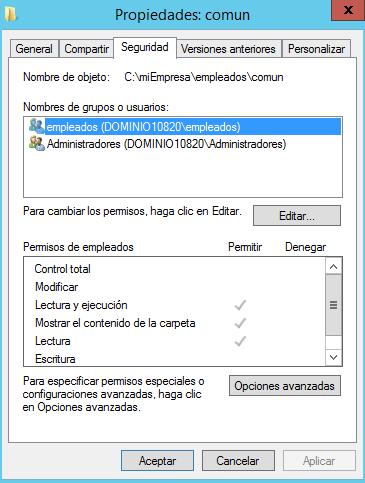 Propiedades: comun
x
General
Compartir
Seguridad
Versiones anteriores
Personalizar
Nombre de objeto: C:\miEmpresa\empleados\comun
Nombres de grupos o usuarios:
empleados (DOMINIO10820\empleados)
Administradores (DOMINIO10820\Administradores)
Para cambiar los permisos, haga clic en Editar.
Editar...
Permisos de empleados Permitir Denegar
Control total
Modificar
Lectura y ejecución
Mostrar el contenido de la carpeta
Lectura
Escritura
Para especificar permisos especiales o
configuraciones avanzadas, haga clic
en Opciones avanzadas.
Opciones avanzadas
Aceptar
Cancelar
Aplicar